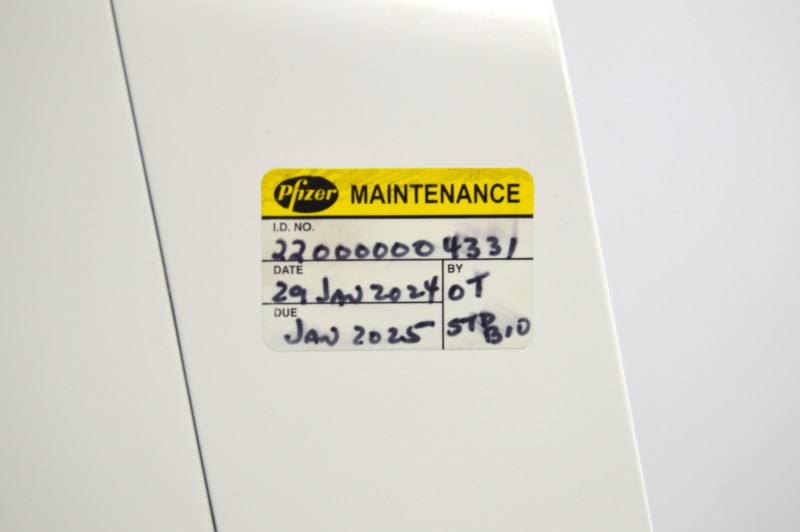 Pfizer MAINTENANCE
I.D. NO.
220000004331
DATE
29 JAN 2024
BY
OT
STP BIO
DUE
JAN 2025